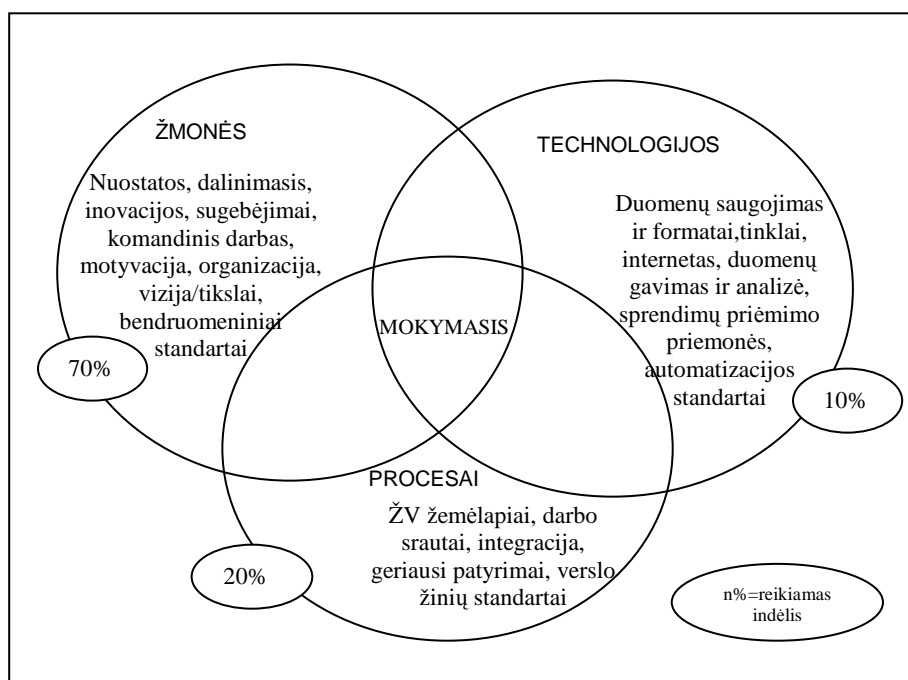 ŽMONĖS
Nuostatos, dalinimasis,
inovacijos, sugebėjimai,
komandinis darbas,
motyvacija, organizacija,
vizija/tikslai,
bendruomeniniai
standartai
70%
TECHNOLOGIJOS
Duomenų saugojimas
ir formatai,tinklai,
internetas, duomenų
gavimas ir analizė,
sprendimų priėmimo
priemonės,
automatizacijos
standartai
10%
MOKYMASIS
PROCESAI
ŽV žemėlapiai, darbo
srautai, integracija,
geriausi patyrimai, verslo
žinių standartai
20%
n%=reikiamas
indėlis